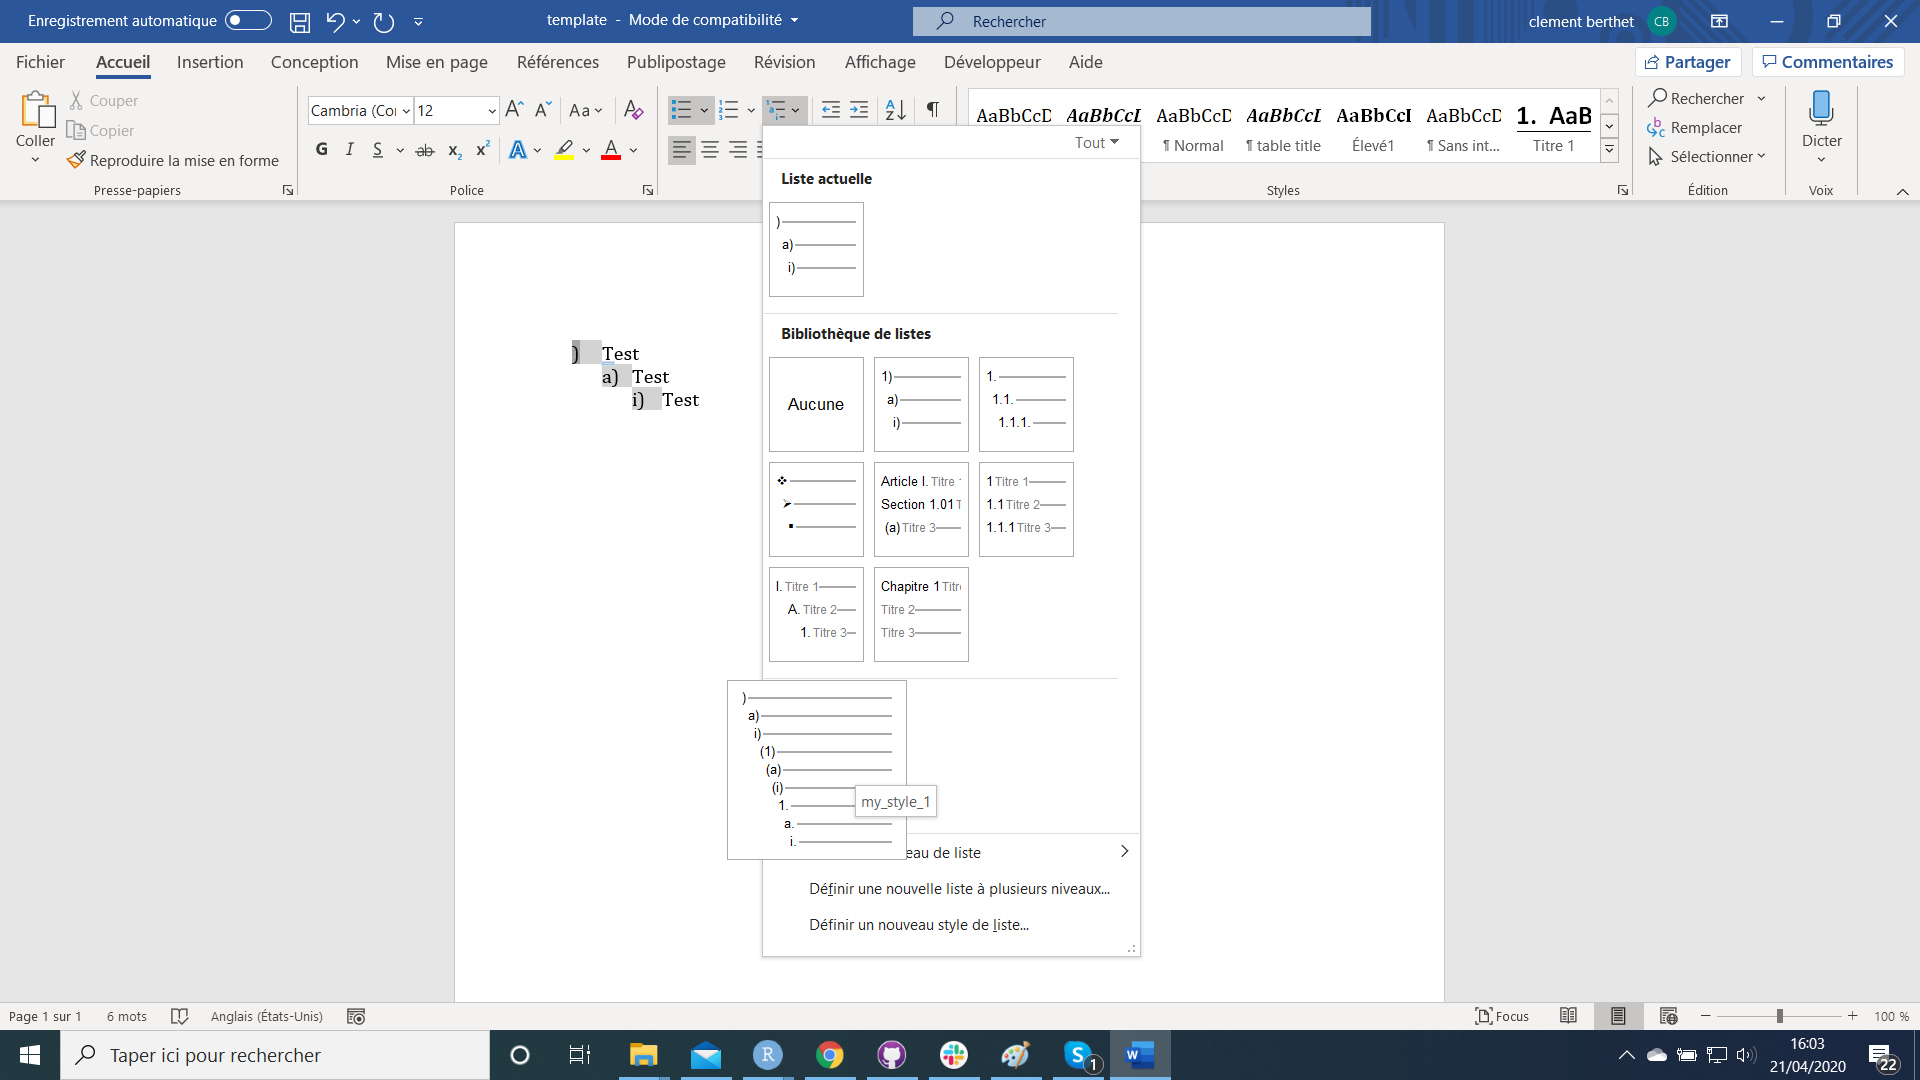 Enregistrement automatique
template - Mode de compatibilité
Rechercher
clement berthet CB
Fichier Accueil Insertion Conception Mise en page Références Publipostage Révision Affichage Développeur Aide
Partager Commentaires
Coller
Couper
Copier
Reproduire la mise en forme
Presse-papiers
Cambria (Cor 12
G I S ab x₂ x² A A
Police
AaBbCcD AaBbCcL AaBbCcD AaBbCcL AaBbCcI AaBbCcD 1. AaB
¶ Normal ¶ table title Élevé1 ¶ Sans int... Titre 1
Styles
Rechercher
Remplacer
Sélectionner
Édition
Dicter
Voix
Tout
Liste actuelle
)
a)
i)
Bibliothèque de listes
Aucune
1)
a)
i)
1.
1.1.
1.1.1.
Article I. Titre
Section 1.01
(a) Titre 3
1 Titre 1
1.1 Titre 2
1.1.1 Titre 3
I. Titre 1
A. Titre 2
1. Titre 3
Chapitre 1 Titre
Titre 2
Titre 3
)
a)
i)
(1)
(a)
(i)
1.
a.
i.
my_style_1
eau de liste
Définir une nouvelle liste à plusieurs niveaux...
Définir un nouveau style de liste...
) Test
a) Test
i) Test
Page 1 sur 1 6 mots Anglais (États-Unis) Focus 100 %
Taper ici pour rechercher
1
16:03
21/04/2020
22